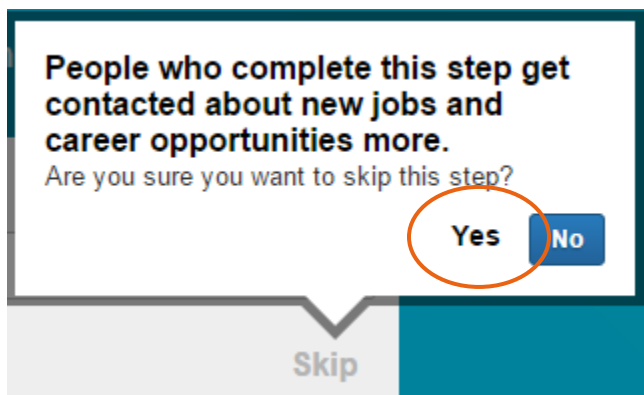 People who complete this step get
contacted about new jobs and
career opportunities more.
Are you sure you want to skip this step?
Yes No
Skip